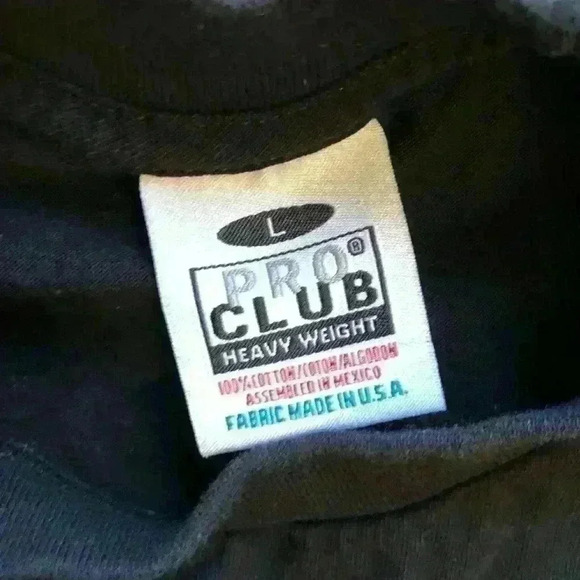 L
PRO®
CLUB
HEAVY WEIGHT
100%COTTON/COTON/ALGODON
ASSEMBLED IN MEXICO
FABRIC MADE IN U.S.A.